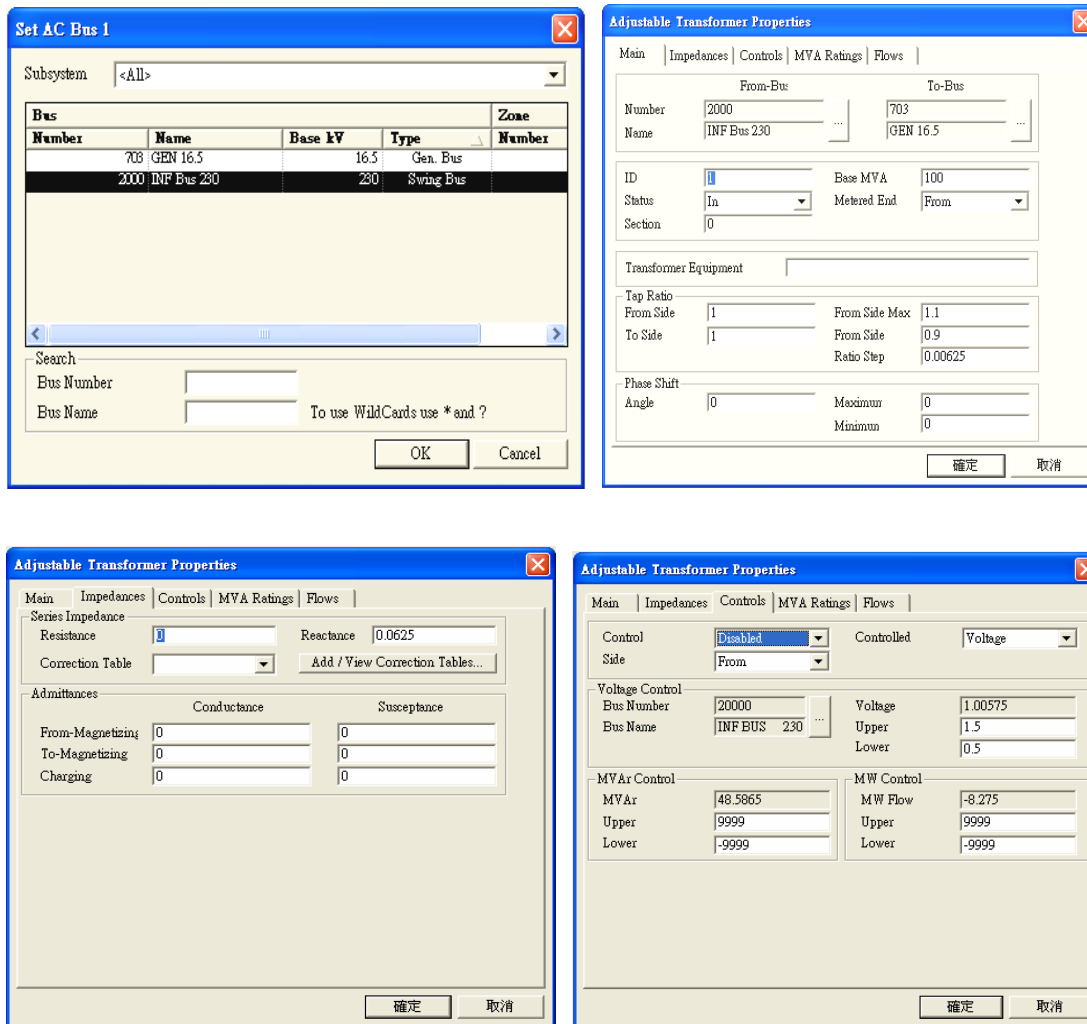 Set AC Bus 1
Subsystem <All>
Bus Zone
Number Name Base kV Type Number
703 GEN 16.5 16.5 Gen. Bus
2000 INF Bus 230 230 Swing Bus
Search
Bus Number
Bus Name To use WildCards use * and ?
OK Cancel
Adjustable Transformer Properties
Main Impedances Controls MVA Ratings Flows
From-Bus To-Bus
Number 2000 ... 703 ...
Name INF Bus 230 GEN 16.5
ID 1 Base MVA 100
Status In Metered End From
Section 0
Transformer Equipment
Tap Ratio
From Side 1 From Side Max 1.1
To Side 1 From Side 0.9
Ratio Step 0.00625
Phase Shift
Angle 0 Maximum 0
Minimun 0
確定 取消
Adjustable Transformer Properties
Main Impedances Controls MVA Ratings Flows
Series Impedance
Resistance 0 Reactance 0.0625
Correction Table Add / View Correction Tables...
Admittances
Conductance Susceptance
From-Magnetizing 0 0
To-Magnetizing 0 0
Charging 0 0
確定 取消
Adjustable Transformer Properties
Main Impedances Controls MVA Ratings Flows
Control Disabled Controlled Voltage
Side From
Voltage Control
Bus Number 20000 ... Voltage 1.00575
Bus Name INF BUS 230 Upper 1.5
Lower 0.5
MVAr Control MW Control
MVAr 48.5865 MW Flow -8.275
Upper 9999 Upper 9999
Lower -9999 Lower -9999
確定 取消